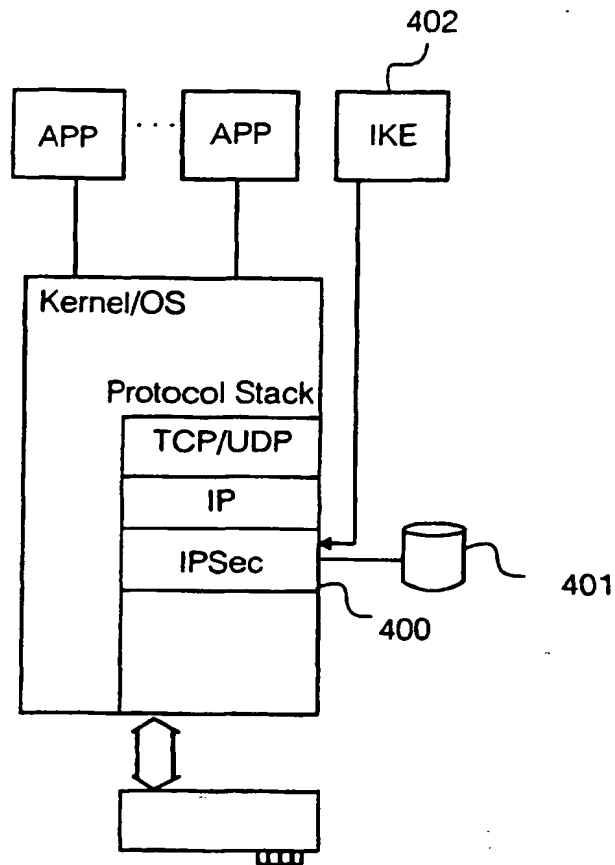 402
APP ···· APP IKE
Kernel/OS
Protocol Stack
TCP/UDP
IP
IPSec
401
400